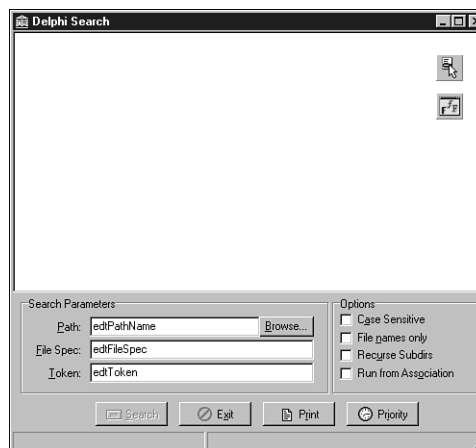 Delphi Search
Search Parameters
Path: edtPathName Browse...
File Spec: edtFileSpec
Token: edtToken
Options
Case Sensitive
File names only
Recurse Subdirs
Run from Association
Search Exit Print Priority